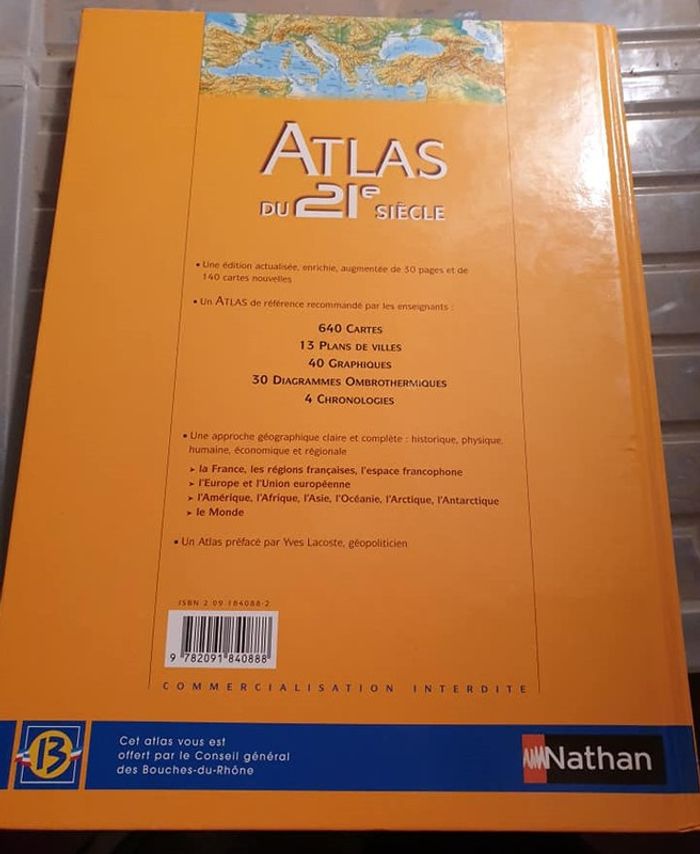 ATLAS
DU 21e SIÈCLE
• Une édition actualisée, enrichie, augmentée de 30 pages et de
140 cartes nouvelles
• Un ATLAS de référence recommandé par les enseignants :
640 CARTES
13 PLANS DE VILLES
40 GRAPHIQUES
30 DIAGRAMMES OMBROTHERMIQUES
4 CHRONOLOGIES
• Une approche géographique claire et complète : historique, physique,
humaine, économique et régionale
➤ la France, les régions françaises, l'espace francophone
➤ l'Europe et l'Union européenne
➤ l'Amérique, l'Afrique, l'Asie, l'Océanie, l'Arctique, l'Antarctique
➤ le Monde
• Un Atlas préfacé par Yves Lacoste, géopoliticien
ISBN 2 09 184088-2
9 782091 840888
COMMERCIALISATION INTERDITE
13
Cet atlas vous est
offert par le Conseil général
des Bouches-du-Rhône
Nathan